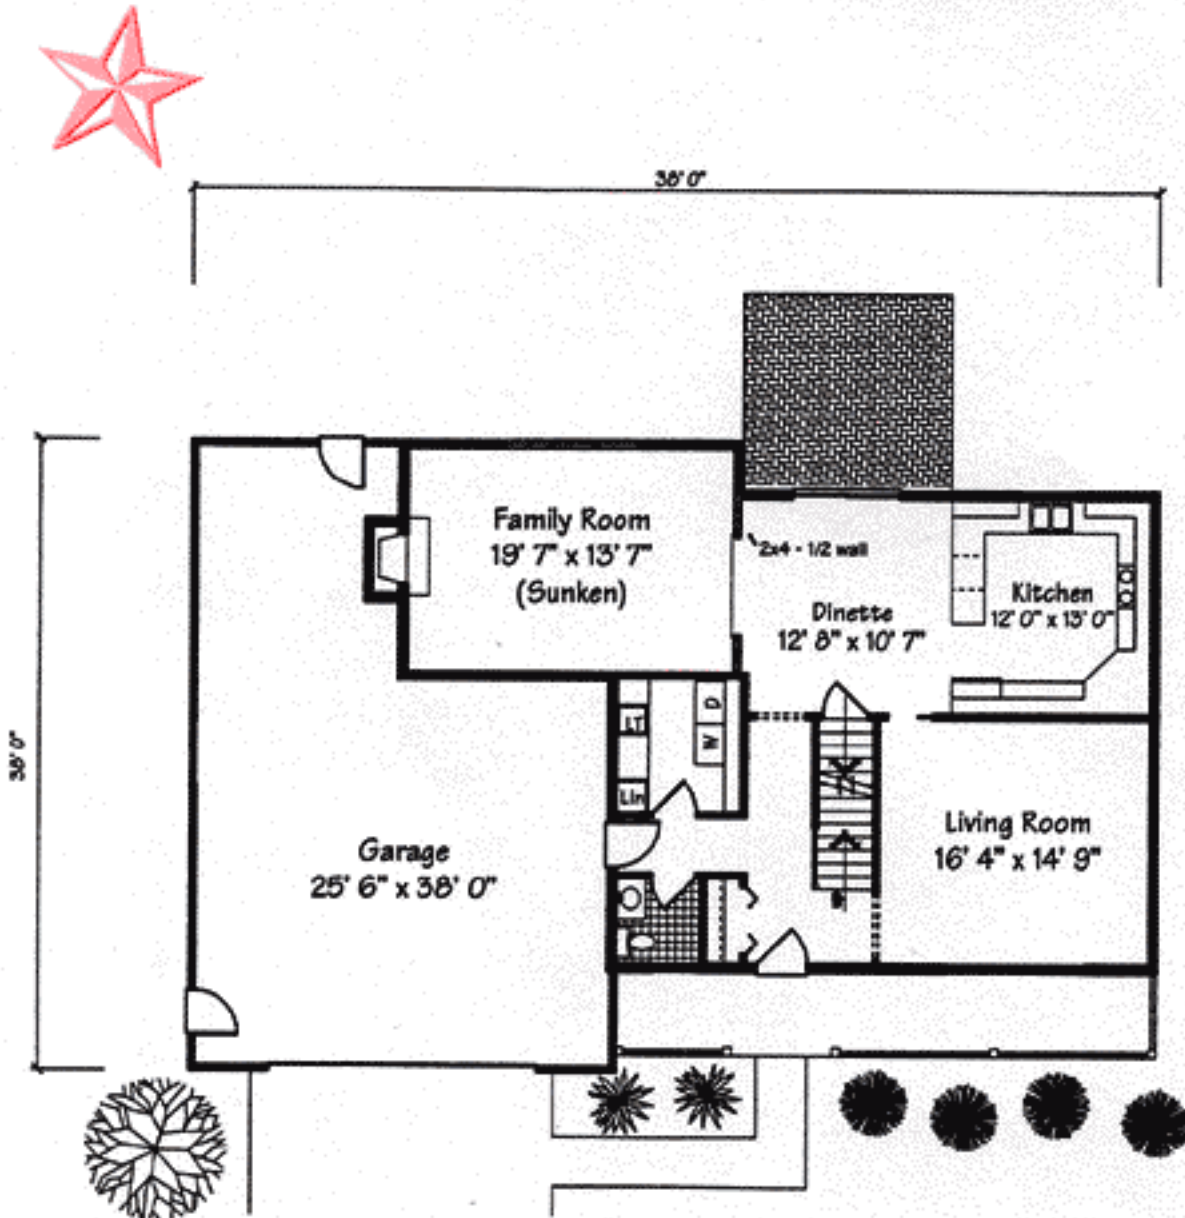 38' 0"
Family Room
19' 7" x 13' 7"
(Sunken)
2x4 - 1/2 wall
Kitchen
12' 0" x 13' 0"
Dinette
12' 8" x 10' 7"
D
LT
W
38' 0"
Lin
Living Room
16' 4" x 14' 9"
Garage
25' 6" x 38' 0"